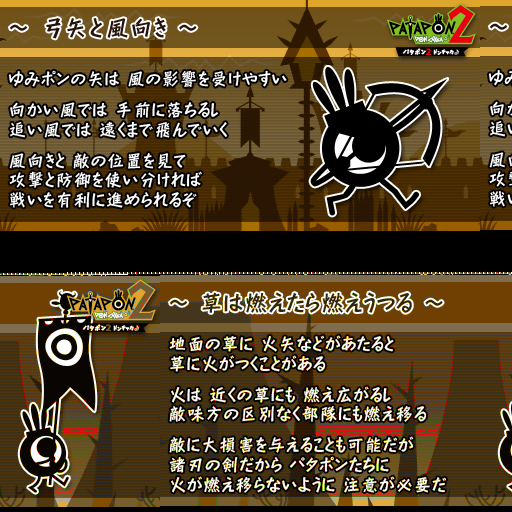 ～ 弓矢と風向き ～
PATAPON 2
パタポン2 ドンチャカ♪
ゆみポンの矢は 風の影響を受けやすい
向かい風では 手前に落ちるし
追い風では 遠くまで飛んでいく
風向きと 敵の位置を見て
攻撃と防御を使い分ければ
戦いを有利に進められるぞ
PATAPON 2
パタポン2 ドンチャカ♪
～ 草は燃えたら燃えうつる ～
地面の草に 火矢などがあたると
草に火がつくことがある
火は 近くの草にも 燃え広がるし
敵味方の区別なく部隊にも燃え移る
敵に大損害を与えることも可能だが
諸刃の剣だから パタポンたちに
火が燃え移らないように 注意が必要だ